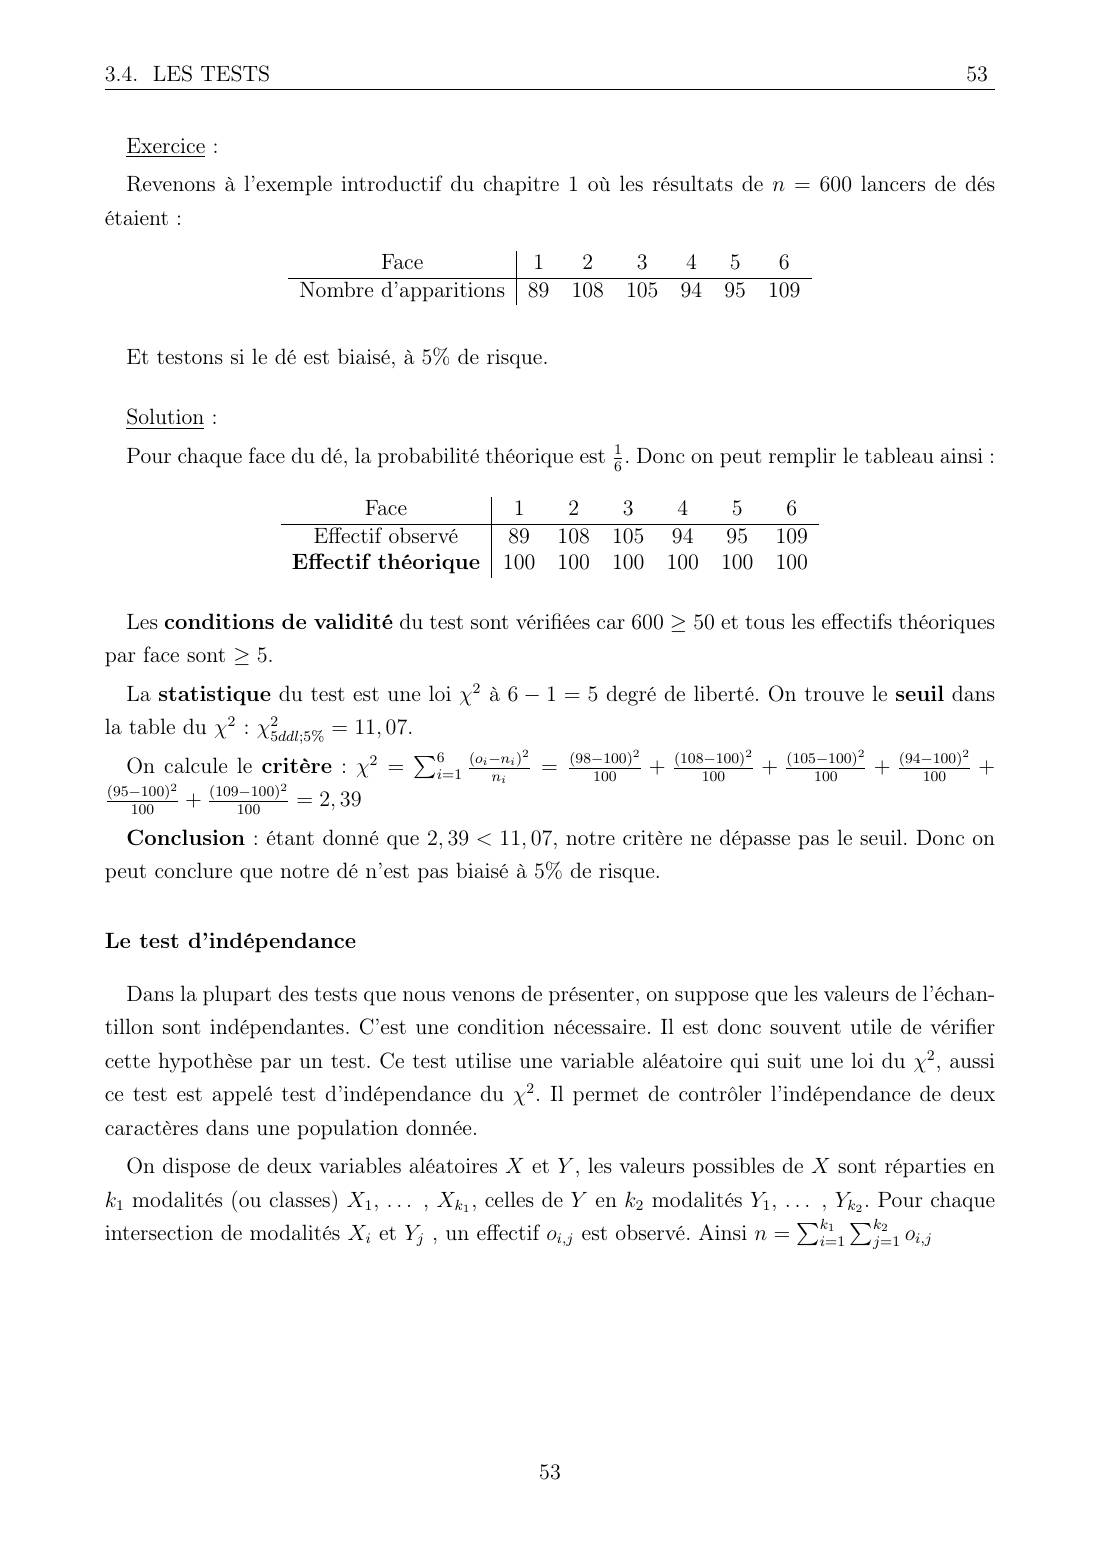 3.4. LES TESTS 53
Exercice :
Revenons à l'exemple introductif du chapitre 1 où les résultats de n = 600 lancers de dés
étaient :
Face 1 2 3 4 5 6
Nombre d'apparitions 89 108 105 94 95 109
Et testons si le dé est biaisé, à 5% de risque.
Solution :
Pour chaque face du dé, la probabilité théorique est 1/6. Donc on peut remplir le tableau ainsi :
Face 1 2 3 4 5 6
Effectif observé 89 108 105 94 95 109
Effectif théorique 100 100 100 100 100 100
Les conditions de validité du test sont vérifiées car 600 ≥ 50 et tous les effectifs théoriques
par face sont ≥ 5.
La statistique du test est une loi χ² à 6 − 1 = 5 degré de liberté. On trouve le seuil dans
la table du χ² : χ²_{5ddl;5%} = 11, 07.
On calcule le critère : χ² = ∑_{i=1}^{6} (o_i−n_i)²/n_i = (98−100)²/100 + (108−100)²/100 + (105−100)²/100 + (94−100)²/100 +
(95−100)²/100 + (109−100)²/100 = 2, 39
Conclusion : étant donné que 2, 39 < 11, 07, notre critère ne dépasse pas le seuil. Donc on
peut conclure que notre dé n'est pas biaisé à 5% de risque.
Le test d'indépendance
Dans la plupart des tests que nous venons de présenter, on suppose que les valeurs de l'échan-
tillon sont indépendantes. C'est une condition nécessaire. Il est donc souvent utile de vérifier
cette hypothèse par un test. Ce test utilise une variable aléatoire qui suit une loi du χ², aussi
ce test est appelé test d'indépendance du χ². Il permet de contrôler l'indépendance de deux
caractères dans une population donnée.
On dispose de deux variables aléatoires X et Y, les valeurs possibles de X sont réparties en
k₁ modalités (ou classes) X₁, . . . , X_{k₁}, celles de Y en k₂ modalités Y₁, . . . , Y_{k₂}. Pour chaque
intersection de modalités X_i et Y_j , un effectif o_{i,j} est observé. Ainsi n = ∑_{i=1}^{k₁} ∑_{j=1}^{k₂} o_{i,j}
53